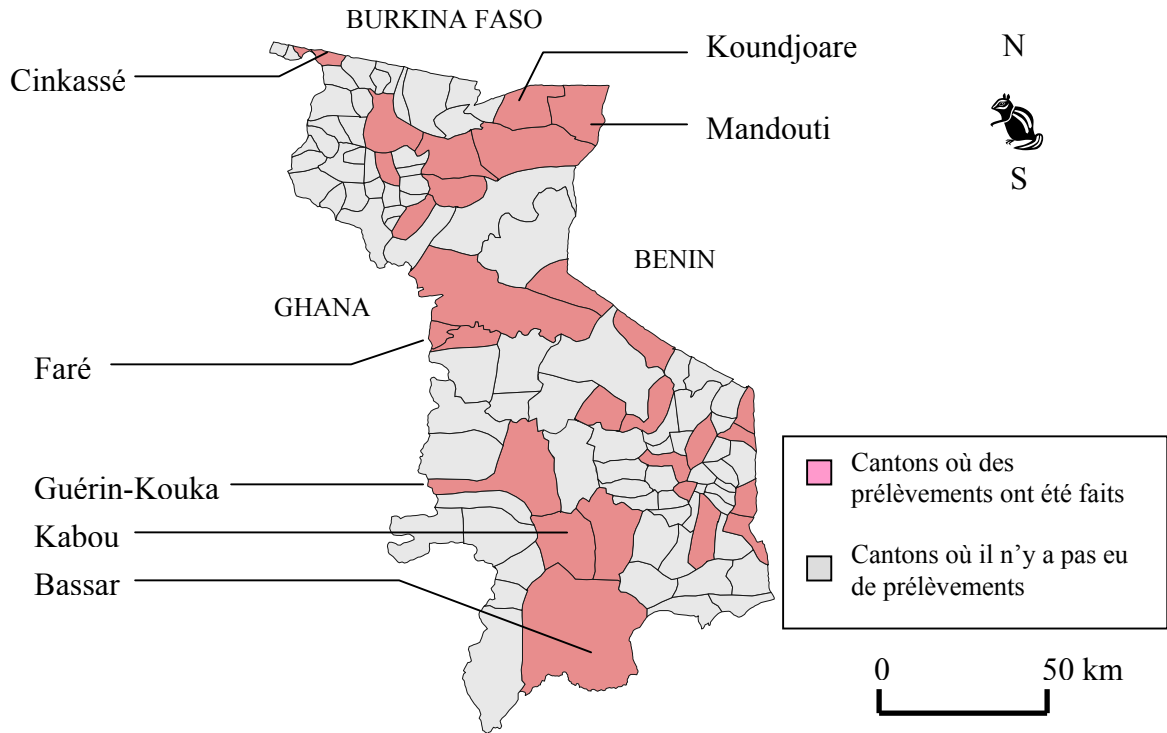 BURKINA FASO
Cinkassé
Koundjoare
N
Mandouti
S
BENIN
GHANA
Faré
Guérin-Kouka
Kabou
Bassar
Cantons où des
prélèvements ont été faits
Cantons où il n'y a pas eu
de prélèvements
0 50 km